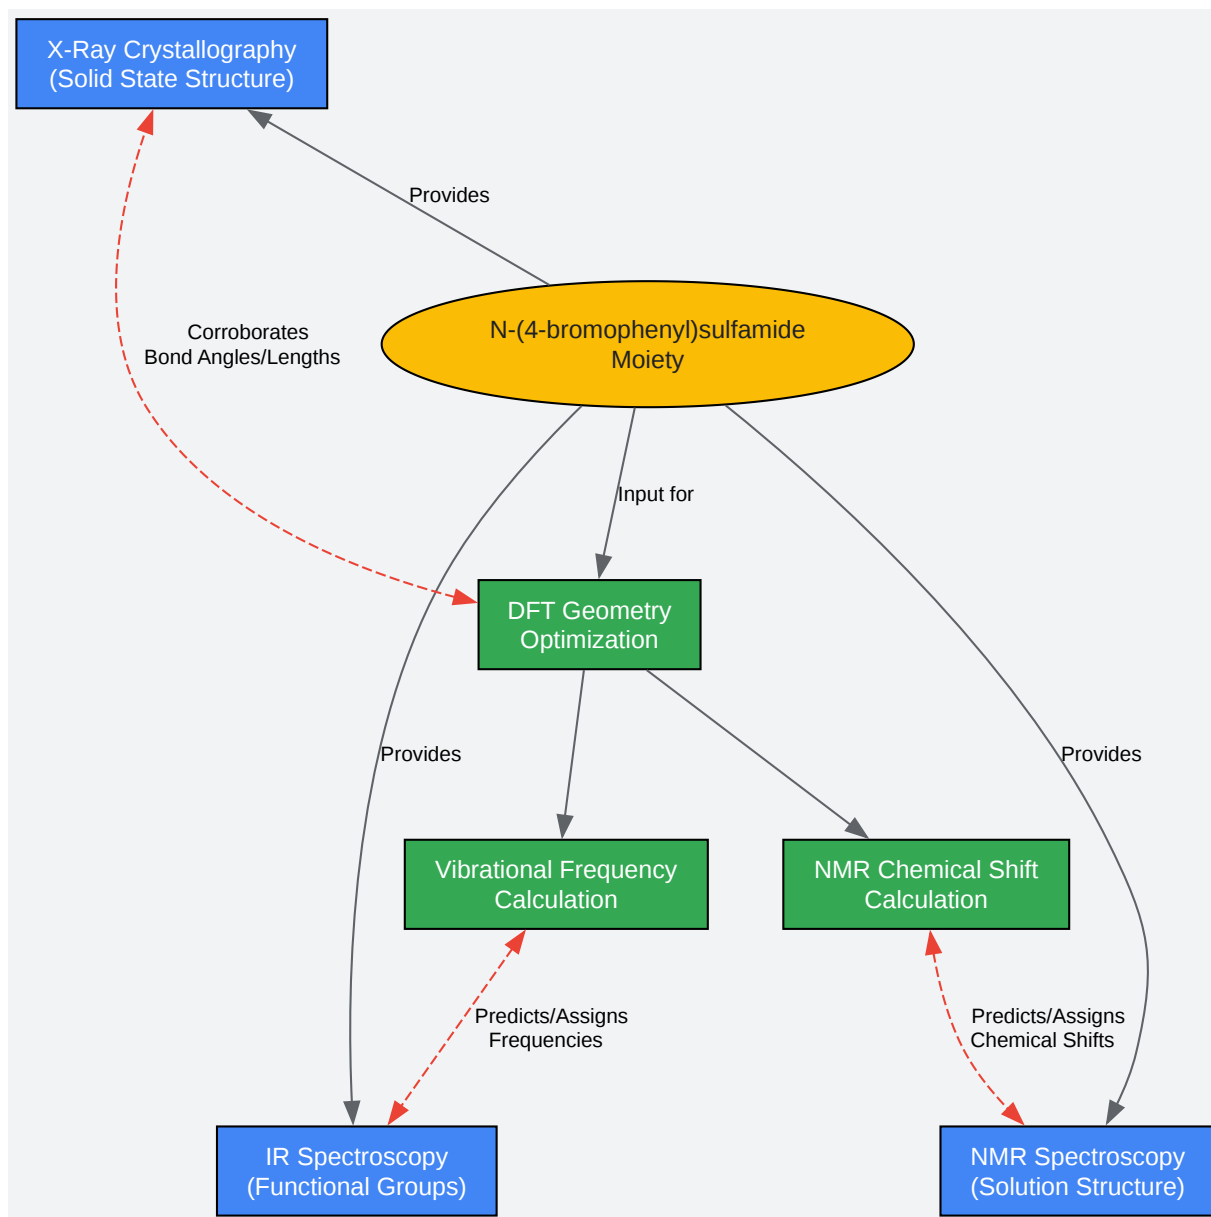 X-Ray Crystallography
(Solid State Structure)
Provides
Corroborates
Bond Angles/Lengths
N-(4-bromophenyl)sulfamide
Moiety
Input for
DFT Geometry
Optimization
Provides
Provides
Vibrational Frequency
Calculation
NMR Chemical Shift
Calculation
Predicts/Assigns
Frequencies
Predicts/Assigns
Chemical Shifts
IR Spectroscopy
(Functional Groups)
NMR Spectroscopy
(Solution Structure)